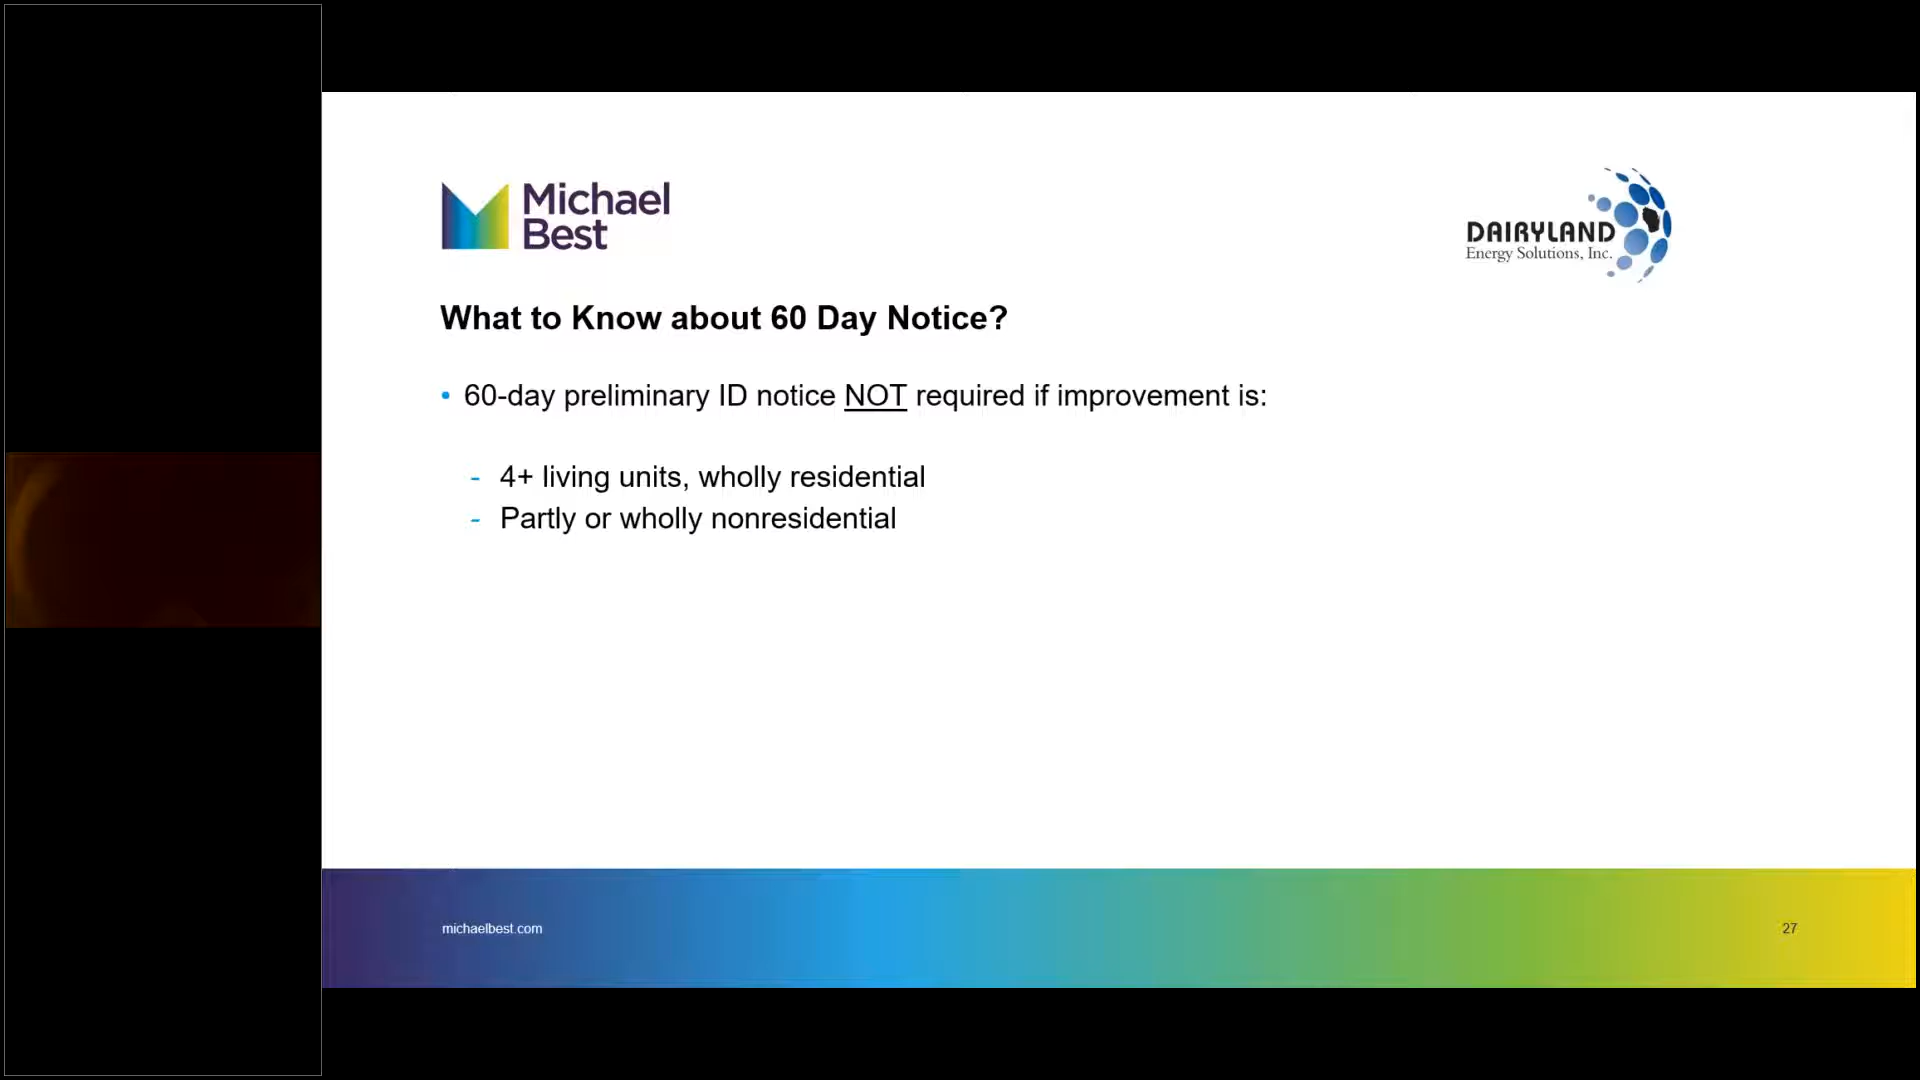 Michael
Best
DAIRYLAND
Energy Solutions, Inc.
What to Know about 60 Day Notice?
• 60-day preliminary ID notice NOT required if improvement is:
- 4+ living units, wholly residential
- Partly or wholly nonresidential
michaelbest.com
27